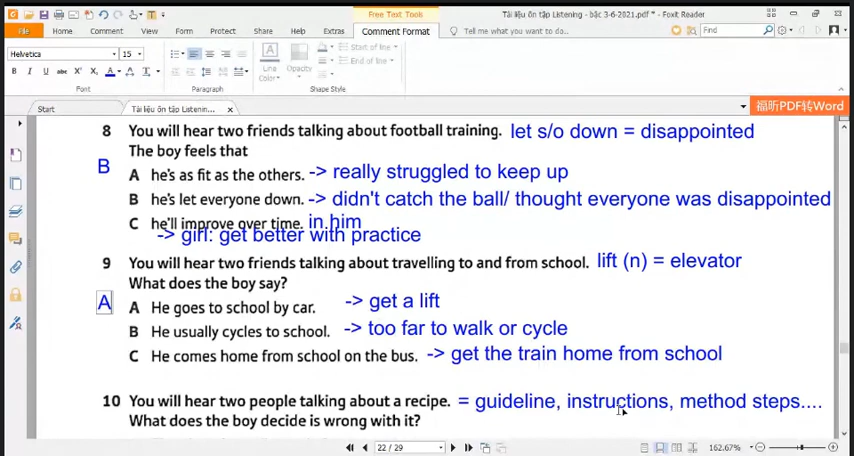 Free Text Tools
Tài liệu ôn tập Listening - bậc 3-6-2021.pdf * - Foxit Reader
File Home Comment View Form Protect Share Help Extras Comment Format Tell me what you want to do... Find
Helvetica 15
Line Color Opacity Start of line
End of line
Font Paragraph Shape Style
Start Tài liệu ôn tập Listening... 福昕PDF转Word
8 You will hear two friends talking about football training. let s/o down = disappointed
The boy feels that
B
A he's as fit as the others. -> really struggled to keep up
B he's let everyone down. -> didn't catch the ball/ thought everyone was disappointed
C he'll improve over time. in him
-> girl: get better with practice
9 You will hear two friends talking about travelling to and from school. lift (n) = elevator
What does the boy say?
A
A He goes to school by car. -> get a lift
B He usually cycles to school. -> too far to walk or cycle
C He comes home from school on the bus. -> get the train home from school
10 You will hear two people talking about a recipe. = guideline, instructions, method steps....
What does the boy decide is wrong with it?
22 / 29 162.67%